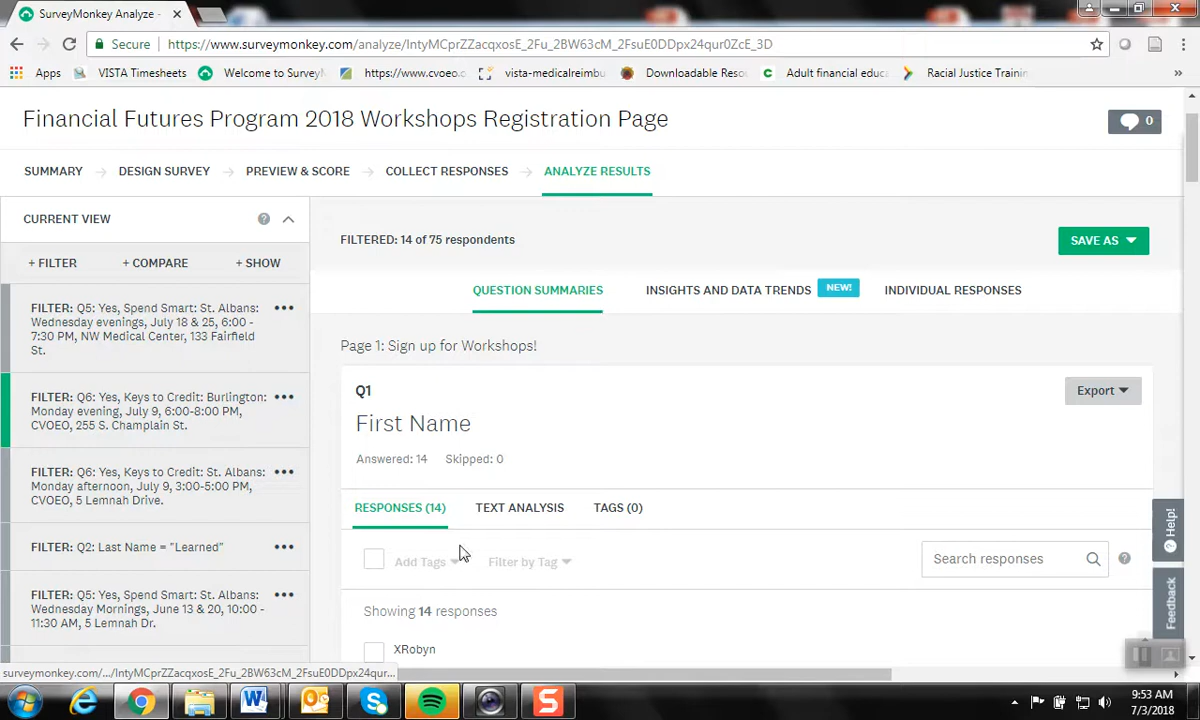 SurveyMonkey Analyze -
Secure https://www.surveymonkey.com/analyze/IntyMCprZZacqxosE_2Fu_2BW63cM_2FsuE0DDpx24qur0ZcE_3D
Apps VISTA Timesheets Welcome to Survey https://www.cvoeo.c vista-medicalreimbu Downloadable Reso Adult financial educ Racial Justice Trainin »
Financial Futures Program 2018 Workshops Registration Page
0
SUMMARY DESIGN SURVEY PREVIEW & SCORE COLLECT RESPONSES ANALYZE RESULTS
CURRENT VIEW ?
+ FILTER + COMPARE + SHOW
FILTER: Q5: Yes, Spend Smart: St. Albans:
Wednesday evenings, July 18 & 25, 6:00 -
7:30 PM, NW Medical Center, 133 Fairfield
St.
FILTER: Q6: Yes, Keys to Credit: Burlington:
Monday evening, July 9, 6:00-8:00 PM,
CVOEO, 255 S. Champlain St.
FILTER: Q6: Yes, Keys to Credit: St. Albans:
Monday afternoon, July 9, 3:00-5:00 PM,
CVOEO, 5 Lemnah Drive.
FILTER: Q2: Last Name = "Learned"
FILTER: Q5: Yes, Spend Smart: St. Albans:
Wednesday Mornings, June 13 & 20, 10:00 -
11:30 AM, 5 Lemnah Dr.
FILTERED: 14 of 75 respondents
SAVE AS
QUESTION SUMMARIES INSIGHTS AND DATA TRENDS NEW! INDIVIDUAL RESPONSES
Page 1: Sign up for Workshops!
Q1
Export
First Name
Answered: 14 Skipped: 0
RESPONSES (14) TEXT ANALYSIS TAGS (0)
Add Tags Filter by Tag Search responses ?
Showing 14 responses
XRobyn
Help!
Feedback
surveymonkey.com/.../IntyMCprZZacqxosE_2Fu_2BW63cM_2FsuE0DDpx24qur...
9:53 AM
7/3/2018